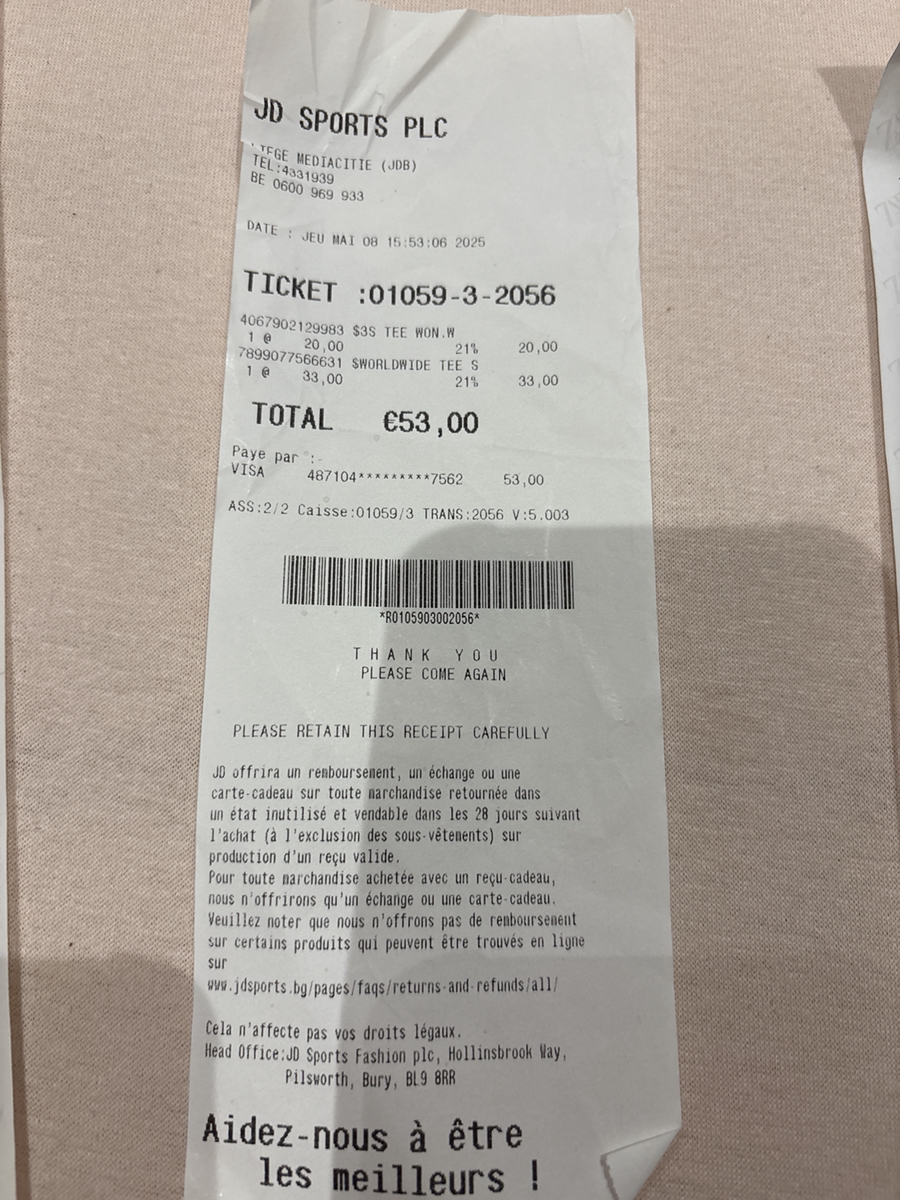 JD SPORTS PLC
LIEGE MEDIACITIE (JDB)
TEL:4331939
BE 0600 969 933
DATE : JEU MAI 08 15:53:06 2025
TICKET :01059-3-2056
4067902129983 $3S TEE WON.W
1 @ 20,00 21% 20,00
7899077566631 $WORLDWIDE TEE S
1 @ 33,00 21% 33,00
TOTAL €53,00
Paye par :-
VISA 487104*********7562 53,00
ASS:2/2 Caisse:01059/3 TRANS:2056 V:5.003
*R0105903002056*
THANK YOU
PLEASE COME AGAIN
PLEASE RETAIN THIS RECEIPT CAREFULLY
JD offrira un remboursement, un échange ou une
carte-cadeau sur toute marchandise retournée dans
un état inutilisé et vendable dans les 28 jours suivant
l'achat (à l'exclusion des sous-vêtements) sur
production d'un reçu valide.
Pour toute marchandise achetée avec un reçu-cadeau,
nous n'offrirons qu'un échange ou une carte-cadeau.
Veuillez noter que nous n'offrons pas de remboursement
sur certains produits qui peuvent être trouvés en ligne
sur
www.jdsports.bg/pages/faqs/returns-and-refunds/all/
Cela n'affecte pas vos droits légaux.
Head Office:JD Sports Fashion plc, Hollinsbrook Way,
Pilsworth, Bury, BL9 8RR
Aidez-nous à être
les meilleurs !